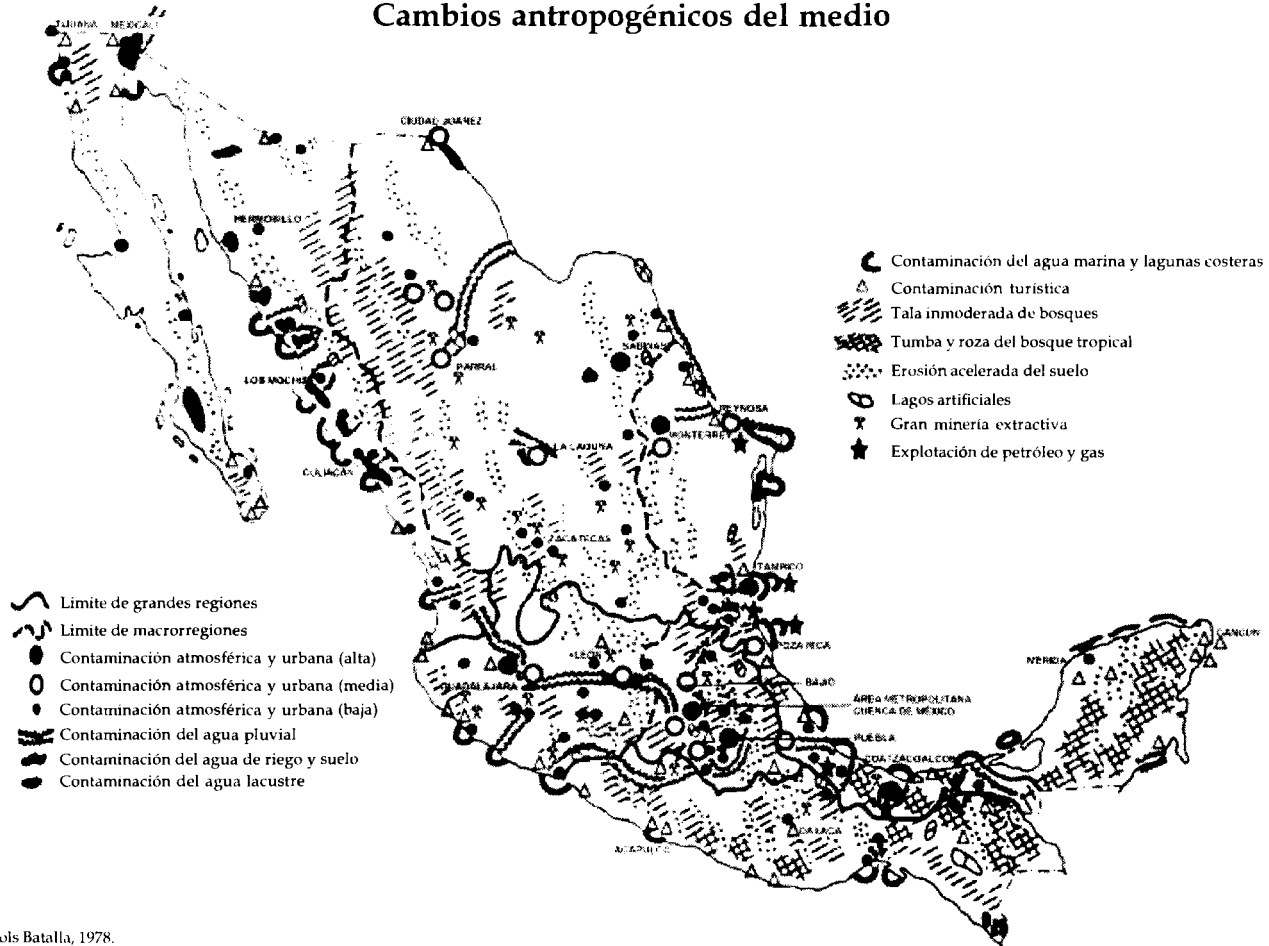 Cambios antropogénicos del medio
TIJUANA MEXICALI
CIUDAD JUAREZ
HERMOSILLO
Contaminación del agua marina y lagunas costeras
Contaminación turística
Tala inmoderada de bosques
Tumba y roza del bosque tropical
Erosión acelerada del suelo
Lagos artificiales
Gran minería extractiva
Explotación de petróleo y gas
SABINAS
PARRAL
LOS MOCHIS
REYNOSA
MONTERREY
LA LAGUNA
CULIACAN
ZACATECAS
TAMPICO
Limite de grandes regiones
Limite de macrorregiones
Contaminación atmosférica y urbana (alta)
Contaminación atmosférica y urbana (media)
Contaminación atmosférica y urbana (baja)
Contaminación del agua pluvial
Contaminación del agua de riego y suelo
Contaminación del agua lacustre
CANCUN
MERIDA
POZA RICA
LEON
BAJIO
GUADALAJARA
ÁREA METROPOLITANA
CUENCA DE MÉXICO
PUEBLA
COATZACOALCOS
OAXACA
ACAPULCO
ols Batalla, 1978.